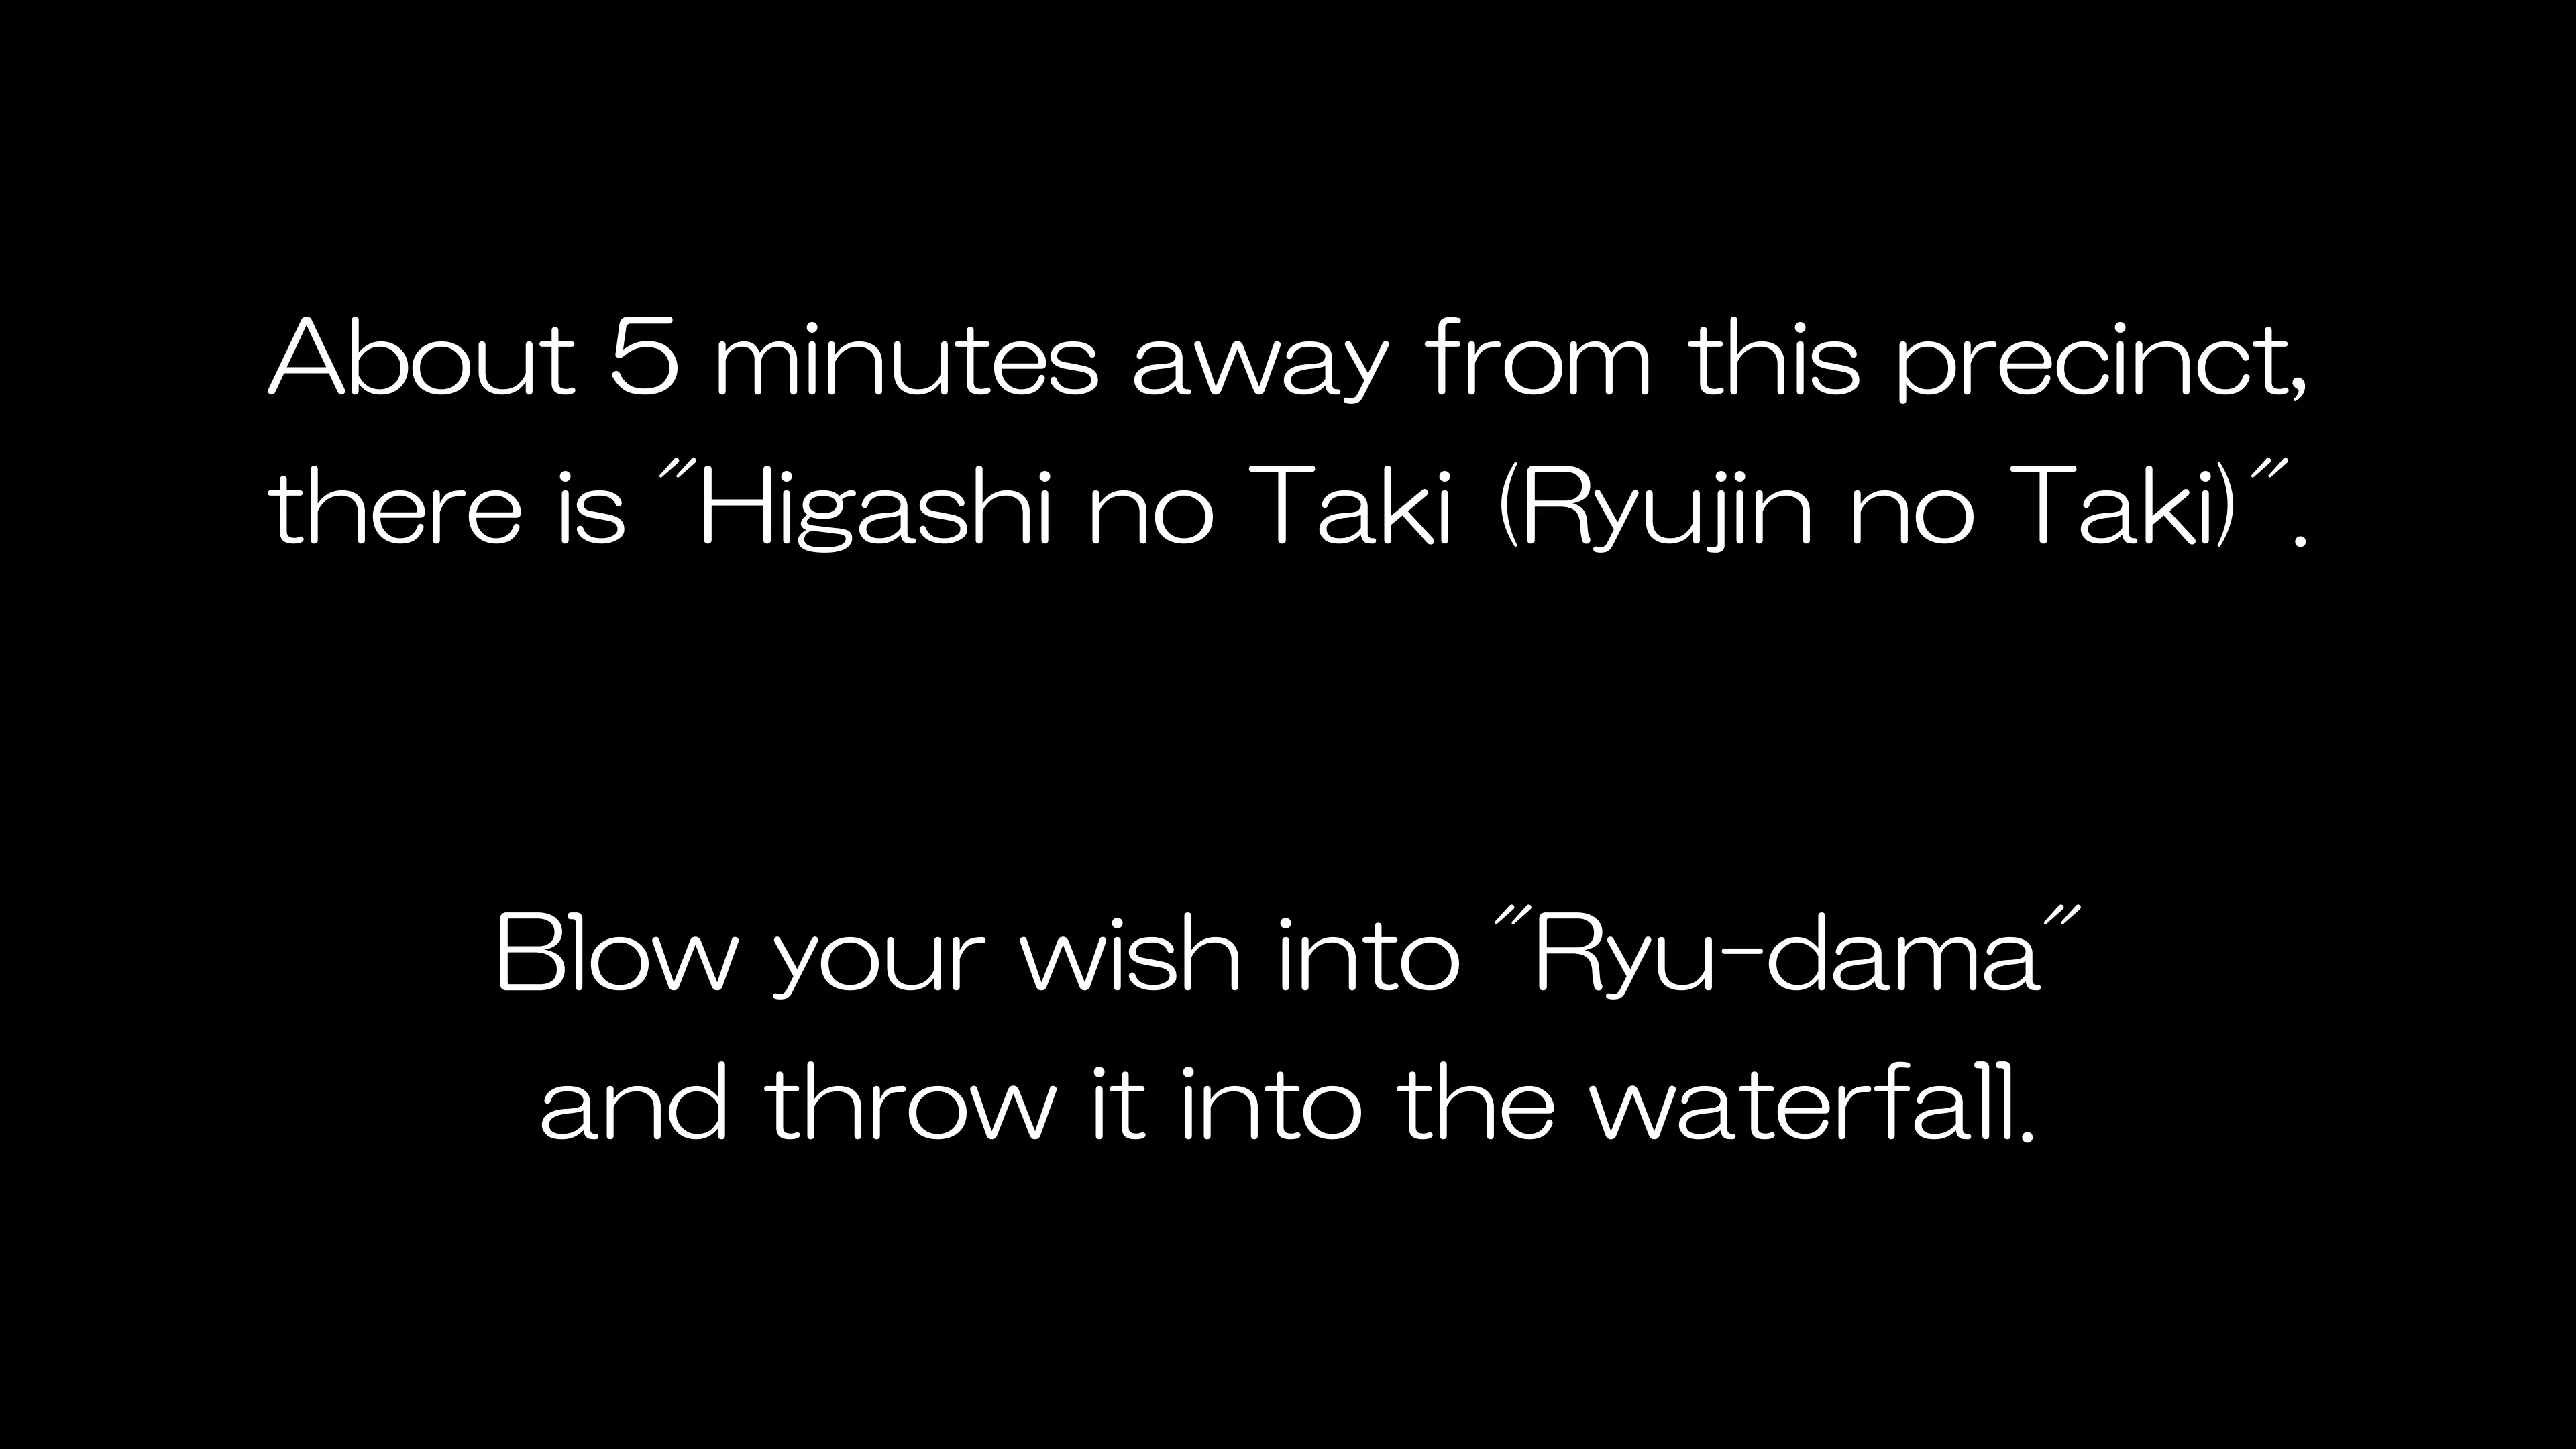 About 5 minutes away from this precinct,
there is "Higashi no Taki (Ryujin no Taki)".
Blow your wish into "Ryu-dama"
and throw it into the waterfall.